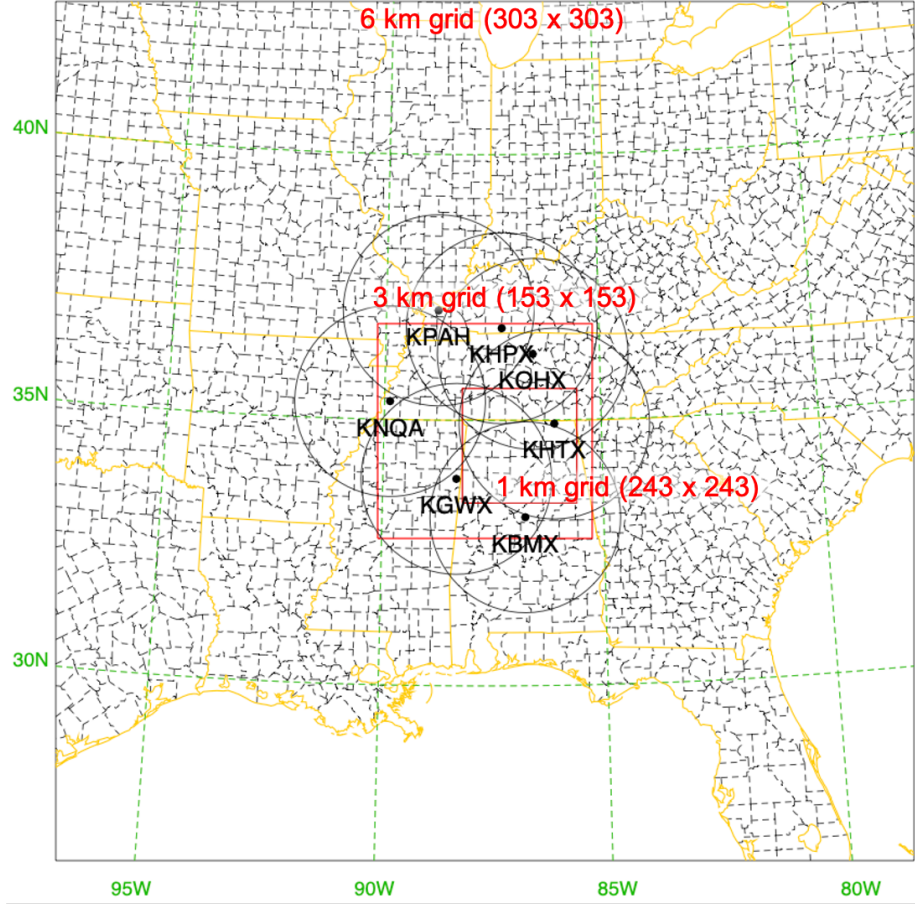 6 km grid (303 x 303)
40N
3 km grid (153 x 153)
KPAH
KHPX
KOHX
35N
KNQA
KHTX
1 km grid (243 x 243)
KGWX
KBMX
30N
95W
90W
85W
80W